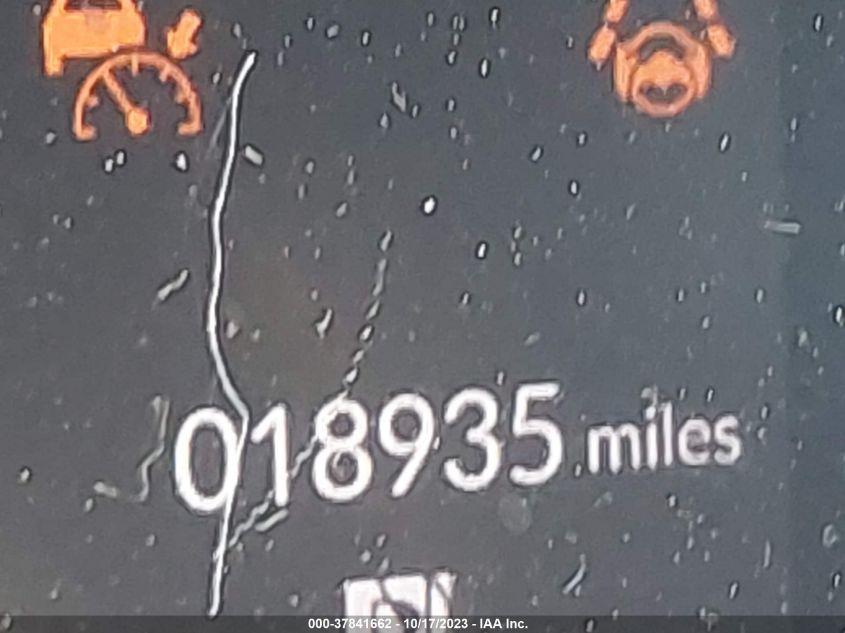 018935 miles
000-37841662 - 10/17/2023 - IAA Inc.